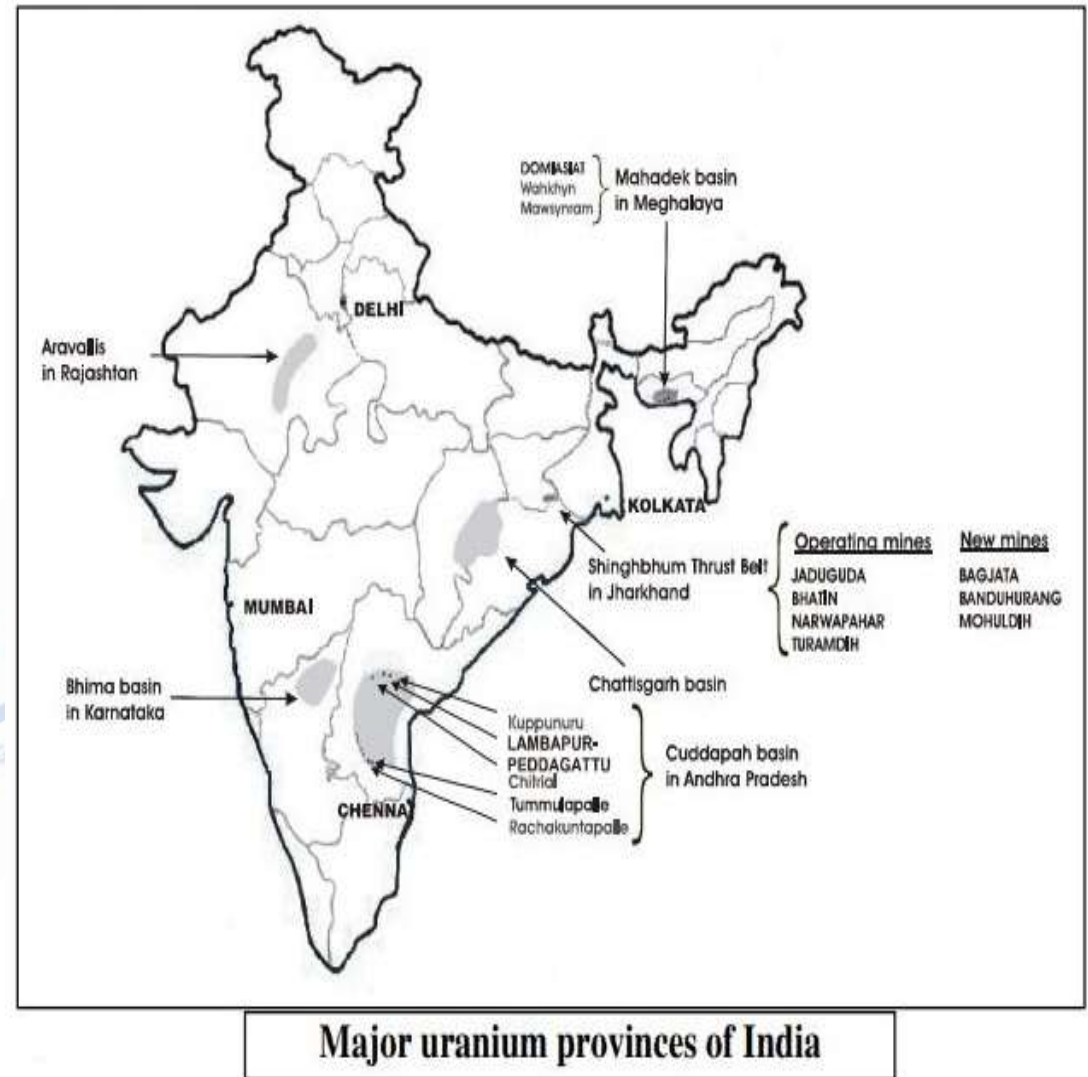 DOMIASIAT
Wahkhyn
Mawsynram
Mahadek basin
in Meghalaya
DELHI
Aravallis
in Rajashtan
KOLKATA
Shinghbhum Thrust Belt
in Jharkhand
Operating mines
JADUGUDA
BHATIN
NARWAPAHAR
TURAMDIH
New mines
BAGJATA
BANDUHURANG
MOHULDIH
MUMBAI
Chattisgarh basin
Bhima basin
in Karnataka
Kuppunuru
LAMBAPUR-
PEDDAGATTU
Chitrial
Tummulapalle
Rachakuntapalle
Cuddapah basin
in Andhra Pradesh
CHENNAI
Major uranium provinces of India